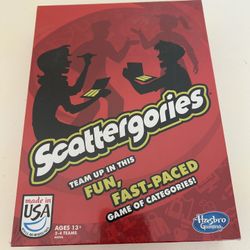 Scattergories
TEAM UP IN THIS
FUN, FAST-PACED
GAME OF CATEGORIES!
made in
USA
AGES 13+
2-4 TEAMS
Hasbro
Gaming